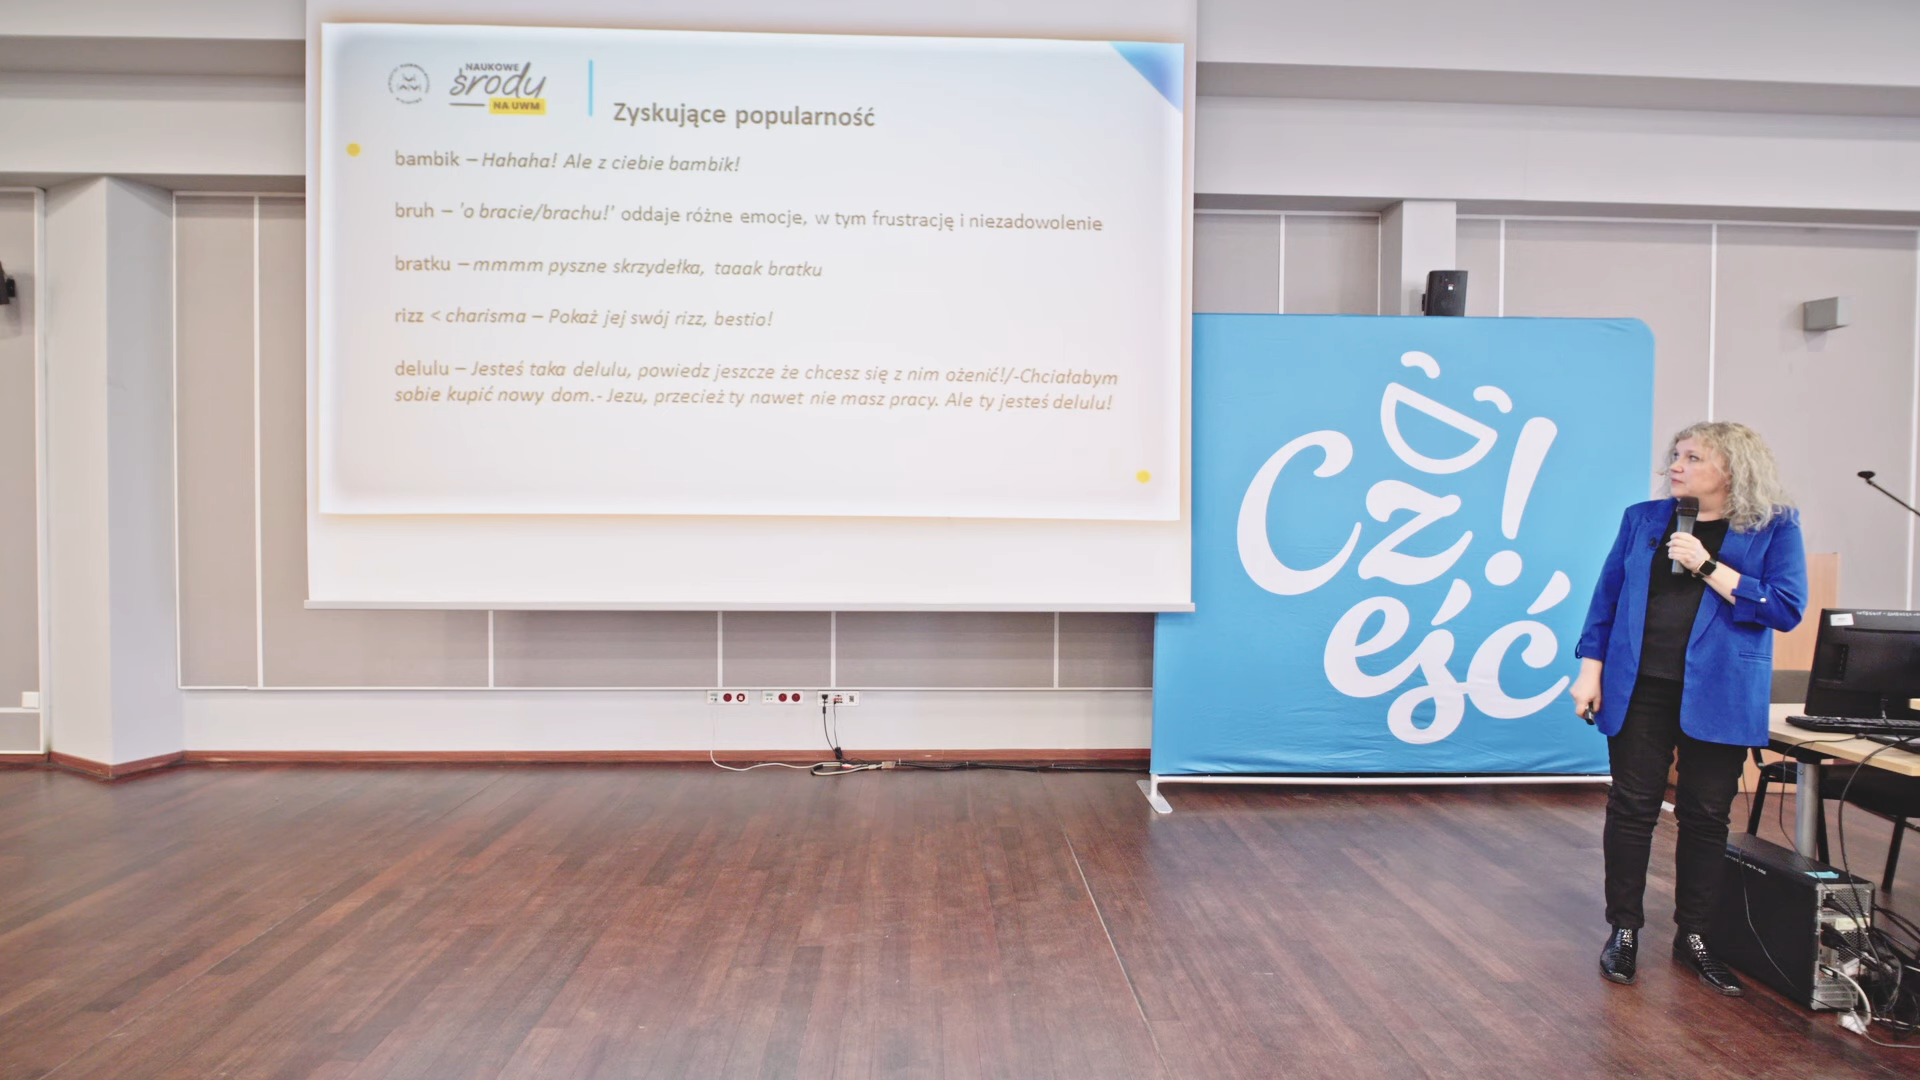 NAUKOWE
środy
NA UWM
Zyskujące popularność
bambik – Hahaha! Ale z ciebie bambik!
bruh – 'o bracie/brachu!' oddaje różne emocje, w tym frustrację i niezadowolenie
bratku – mmmm pyszne skrzydełka, taaak bratku
rizz < charisma – Pokaż jej swój rizz, bestio!
delulu – Jesteś taka delulu, powiedz jeszcze że chcesz się z nim ożenić!/-Chciałabym
sobie kupić nowy dom.- Jezu, przecież ty nawet nie masz pracy. Ale ty jesteś delulu!
Cz!
eść